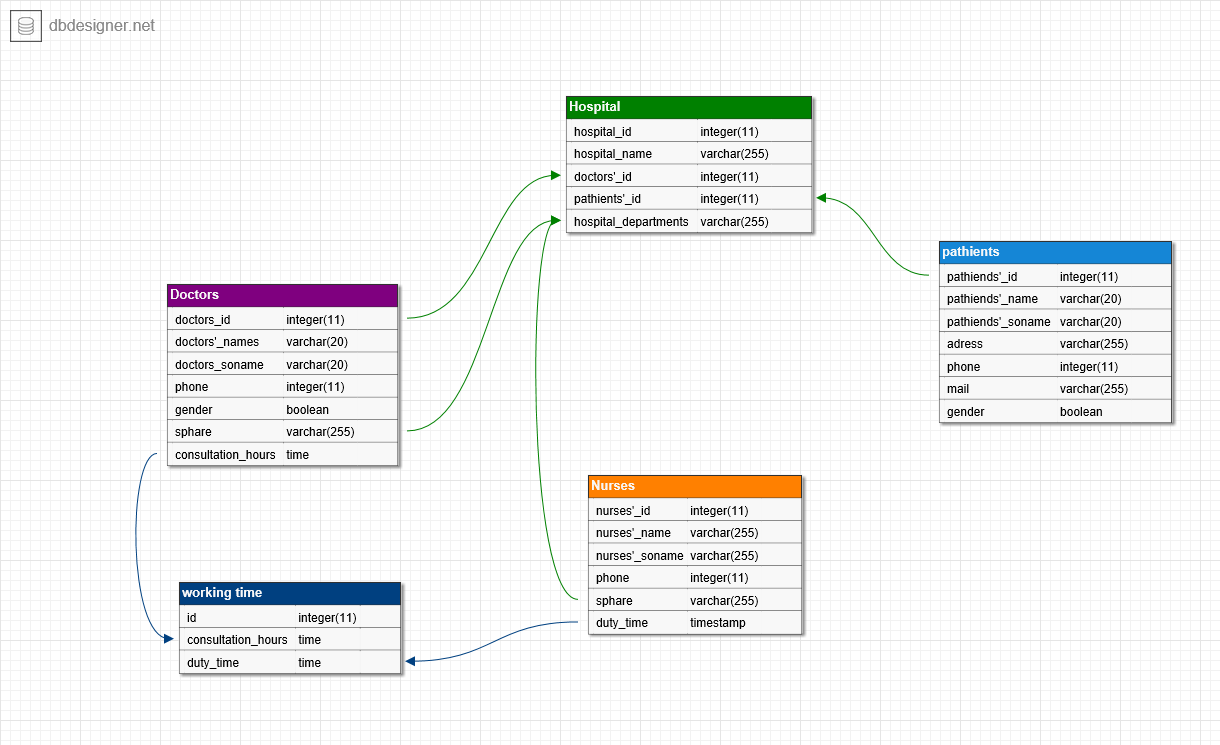 dbdesigner.net
Hospital
hospital_id integer(11)
hospital_name varchar(255)
doctors'_id integer(11)
pathients'_id integer(11)
hospital_departments varchar(255)
pathients
pathiends'_id integer(11)
pathiends'_name varchar(20)
pathiends'_soname varchar(20)
adress varchar(255)
phone integer(11)
mail varchar(255)
gender boolean
Doctors
doctors_id integer(11)
doctors'_names varchar(20)
doctors_soname varchar(20)
phone integer(11)
gender boolean
sphare varchar(255)
consultation_hours time
Nurses
nurses'_id integer(11)
nurses'_name varchar(255)
nurses'_soname varchar(255)
phone integer(11)
sphare varchar(255)
duty_time timestamp
working time
id integer(11)
consultation_hours time
duty_time time